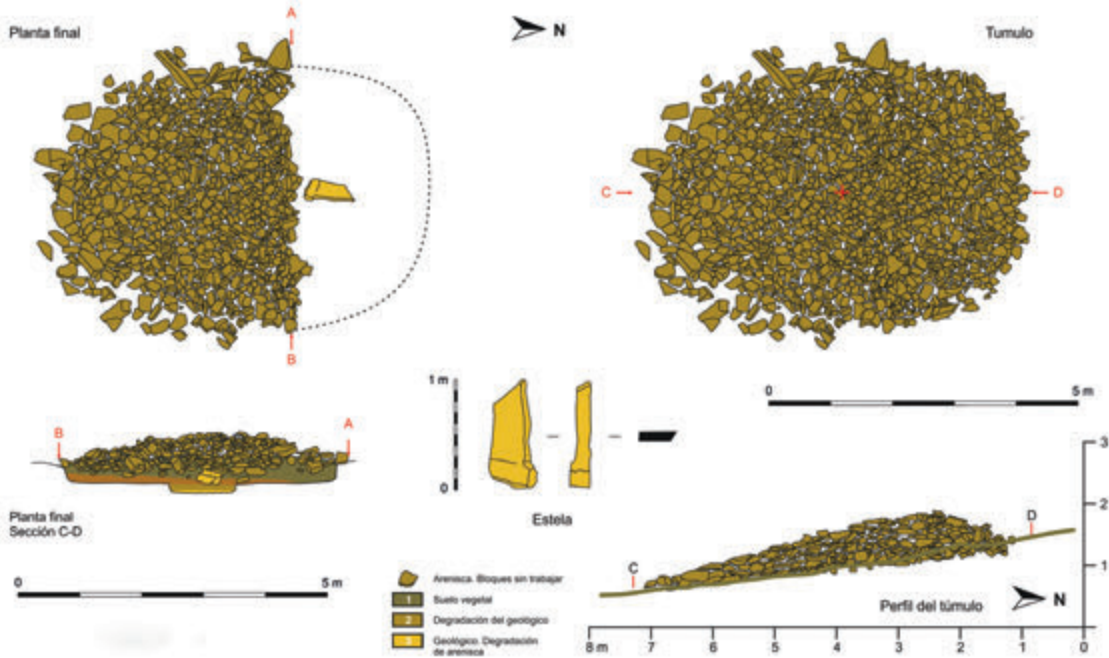 Planta final
A
N
Tumulo
C
D
B
1 m
0
0
5 m
B
A
Planta final
Sección C-D
Estela
0
5 m
Arenisca. Bloques sin trabajar
1
Suelo vegetal
2
Degradación del geológico
3
Geológico. Degradación
de arenisca
3
2
1
0
C
D
Perfil del túmulo
N
8 m
7
6
5
4
3
2
1
0